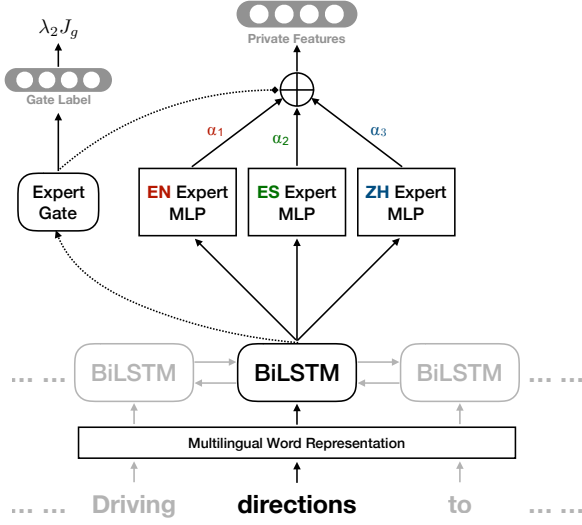 λ₂J_g
Private Features
Gate Label
α₁
α₂
α₃
Expert
Gate
EN Expert
MLP
ES Expert
MLP
ZH Expert
MLP
... ... BiLSTM BiLSTM BiLSTM ... ...
Multilingual Word Representation
... ... Driving directions to ... ...